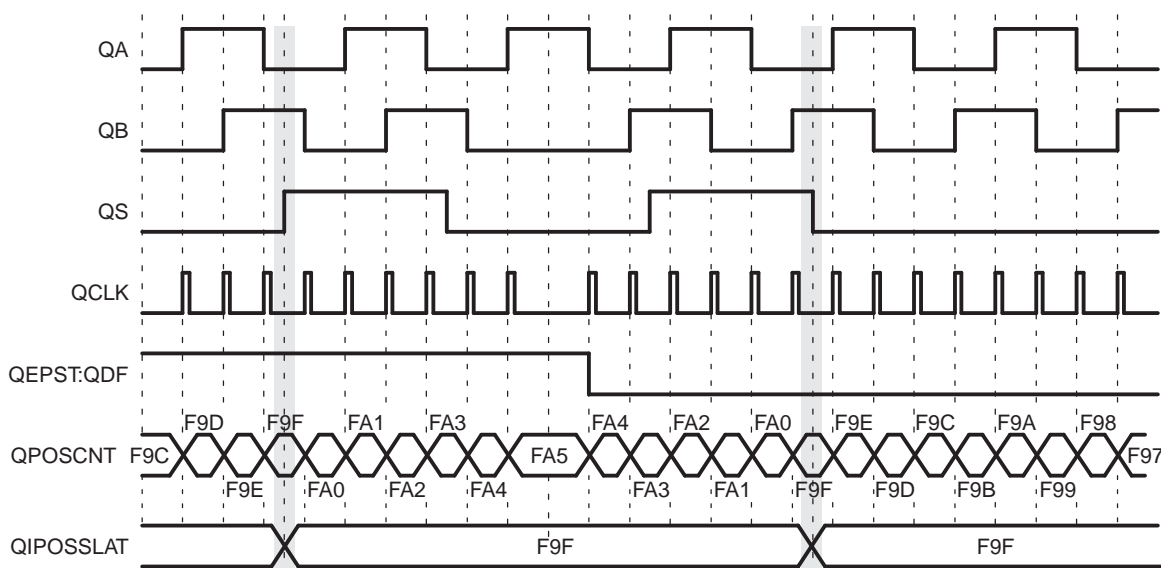 QA
QB
QS
QCLK
QEPST:QDF
F9D F9F FA1 FA3 FA4 FA2 FA0 F9E F9C F9A F98
QPOSCNT F9C FA5 F97
F9E FA0 FA2 FA4 FA3 FA1 F9F F9D F9B F99
QIPOSSLAT F9F F9F